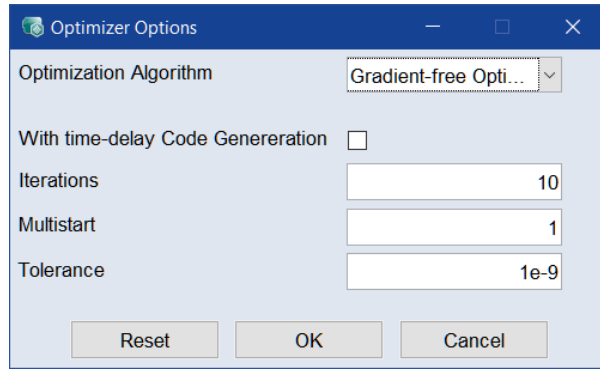 Optimizer Options
Optimization Algorithm Gradient-free Opti...
With time-delay Code Genereration
Iterations 10
Multistart 1
Tolerance 1e-9
Reset OK Cancel